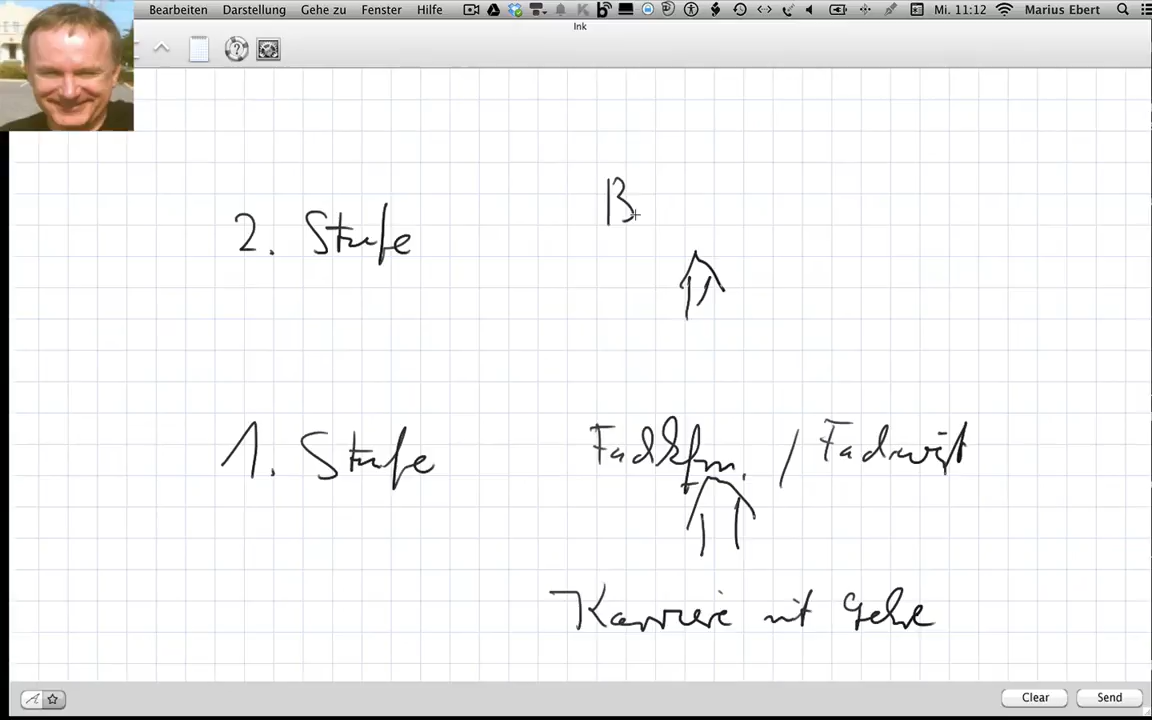 Bearbeiten Darstellung Gehe zu Fenster Hilfe Mi. 11:12 Marius Ebert
Ink
B
2. Stufe
1. Stufe Fachkfm. / Fachwirt
Karriere mit Lehre
Clear Send